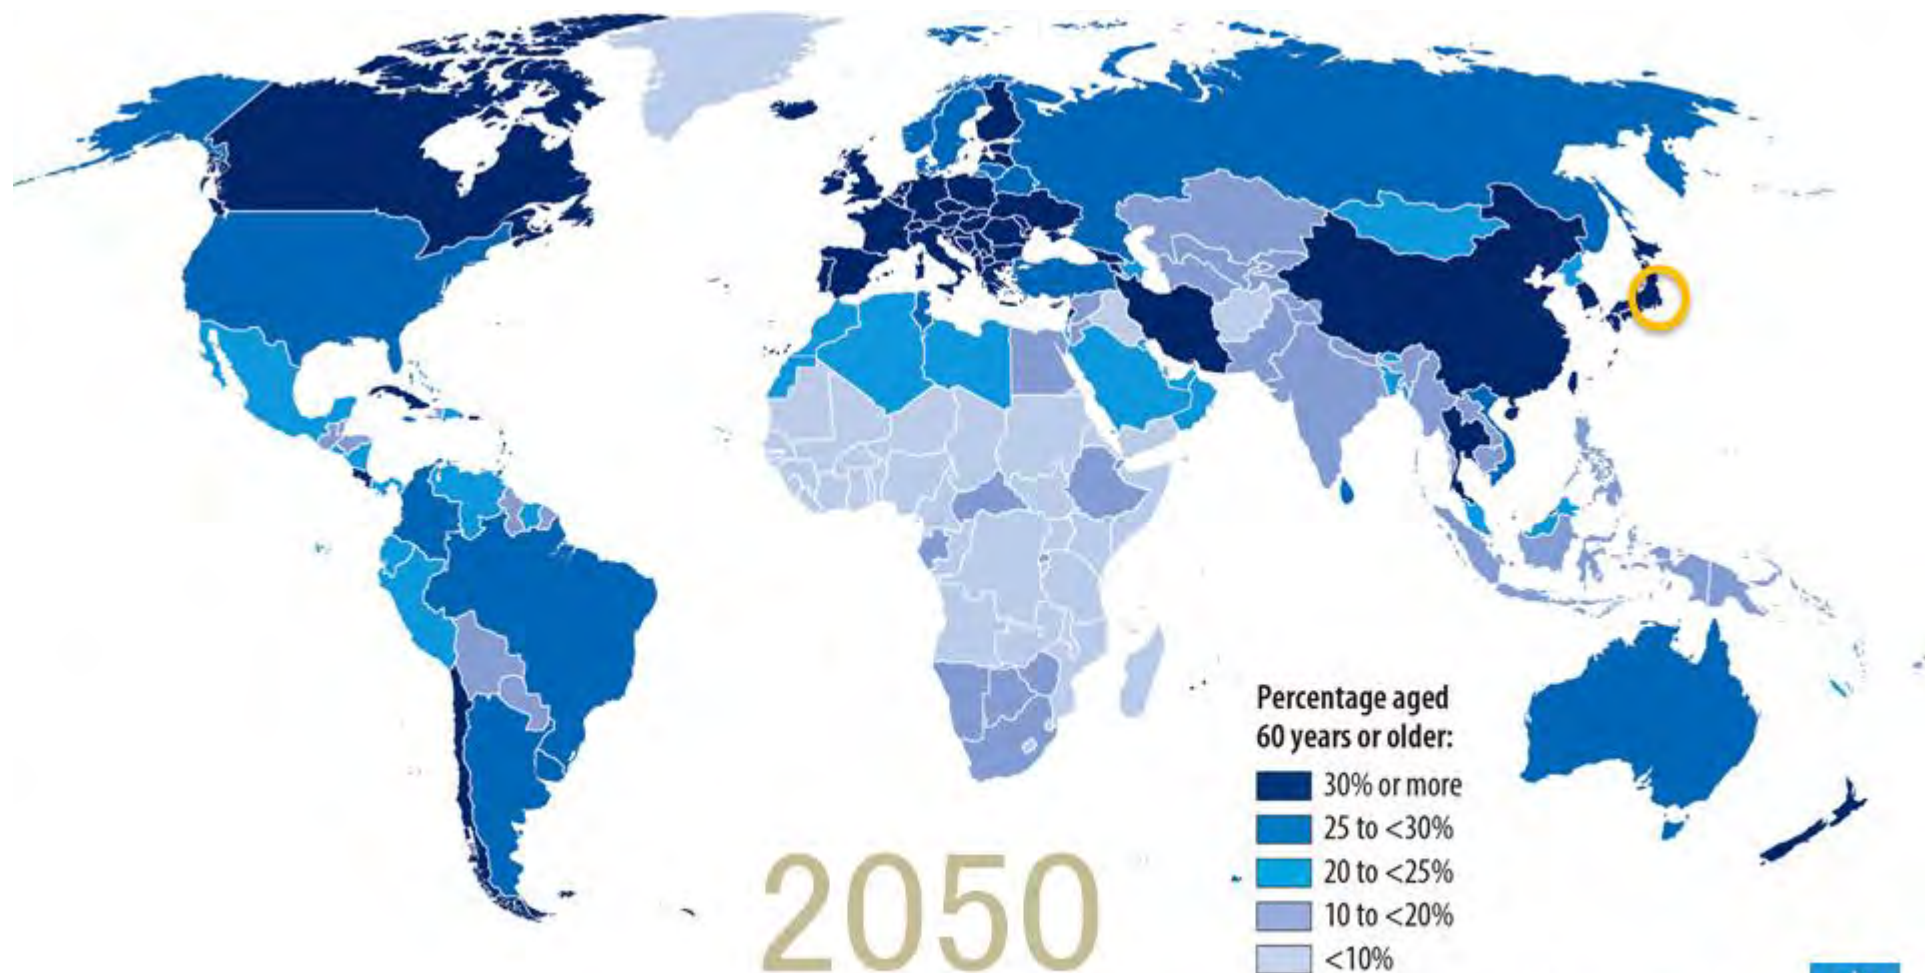 Percentage aged
60 years or older:
30% or more
25 to <30%
20 to <25%
10 to <20%
<10%
2050